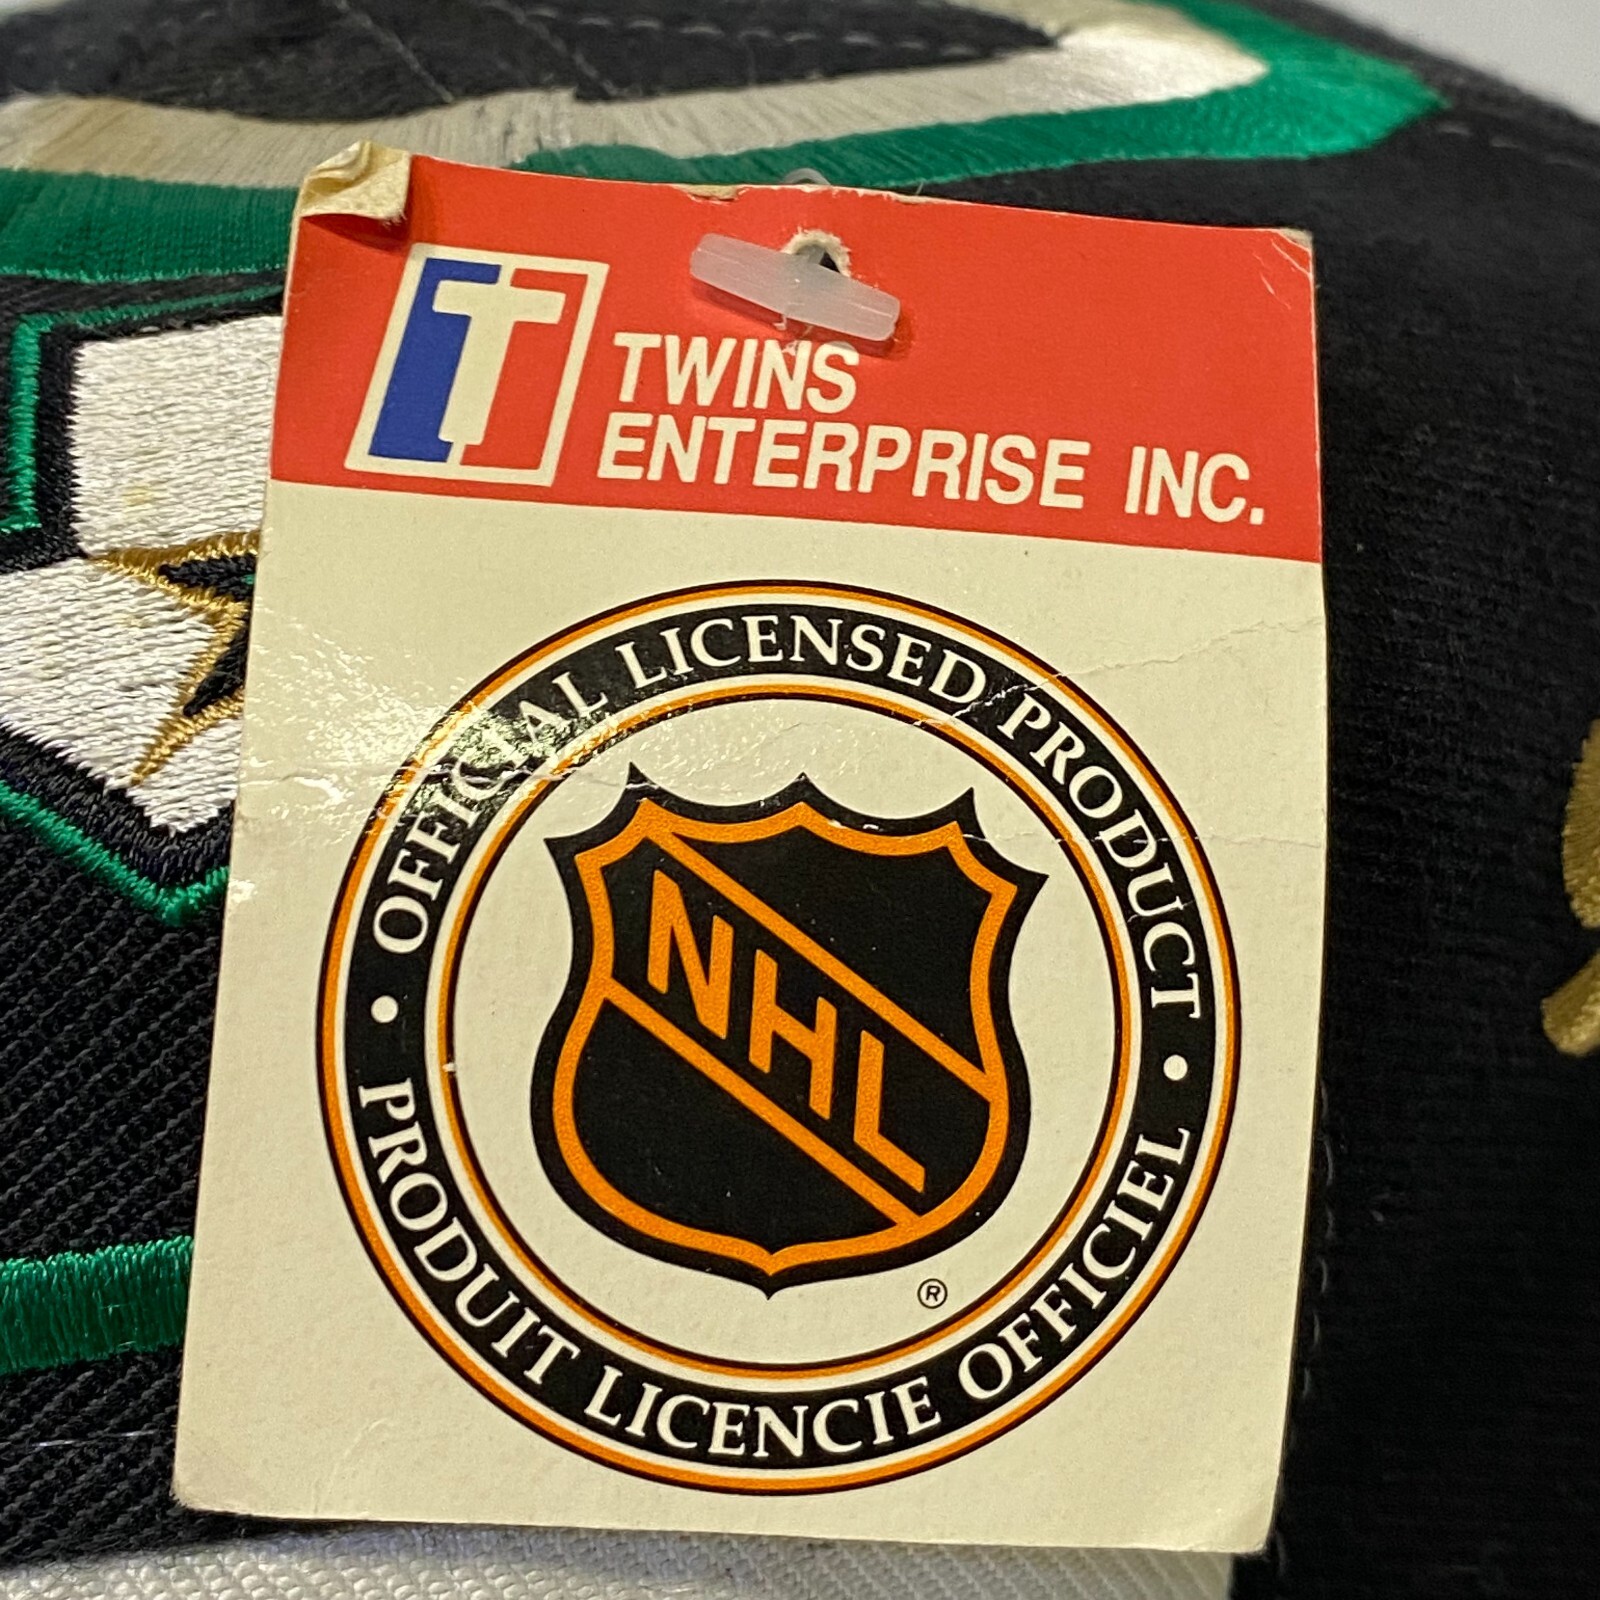 TWINS
ENTERPRISE INC.
OFFICIAL LICENSED PRODUCT
NHL
®
• PRODUIT LICENCIE OFFICIEL •